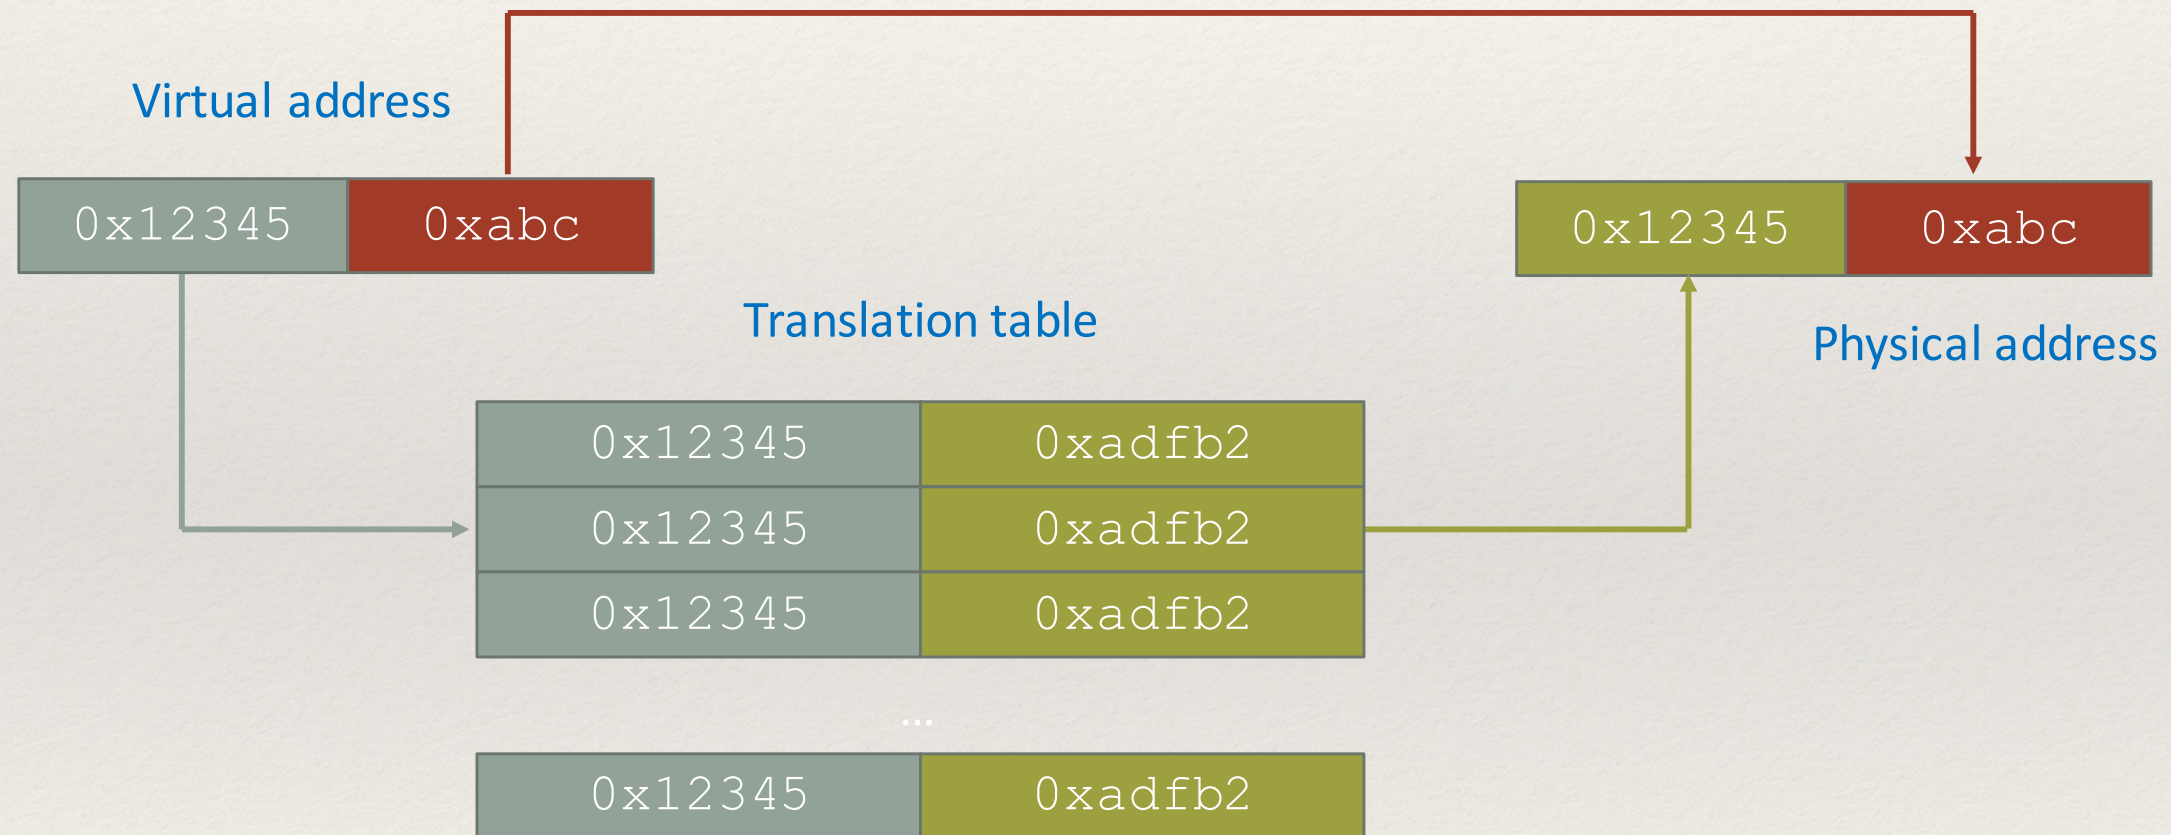 Virtual address
0x12345 0xabc
0x12345 0xabc
Translation table
Physical address
0x12345 0xadfb2
0x12345 0xadfb2
0x12345 0xadfb2
...
0x12345 0xadfb2